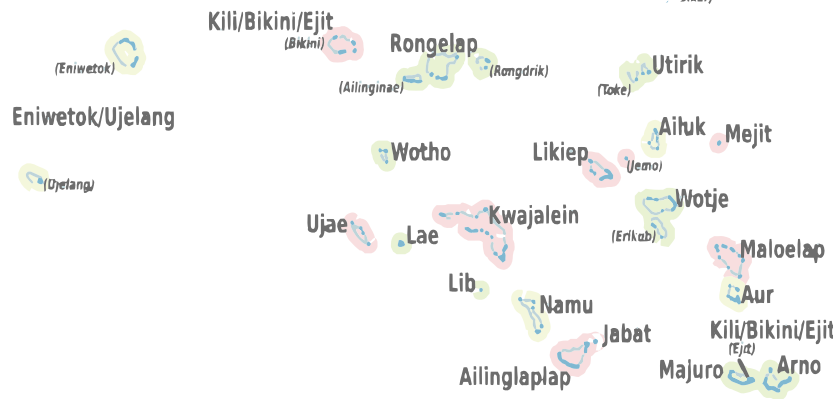 Kili/Bikini/Ejit
(Bikini)
Rongelap
(Eniwetok)
(Ailinginae)
(Rongdrik)
Utirik
(Toke)
Eniwetok/Ujelang
Ailuk
Mejit
Wotho
Likiep
(Jemo)
(Ujelang)
Wotje
Kwajalein
Ujae
Lae
(Erikub)
Maloelap
Lib
Aur
Namu
Kili/Bikini/Ejit
(Ejit)
Jabat
Majuro
Arno
Ailinglaplap